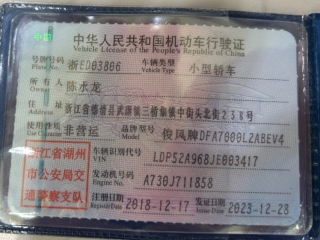 中华人民共和国机动车行驶证
Vehicle License of the People's Republic of China
号牌号码 Plate No. 浙ED03806 车辆类型 Vehicle Type 小型轿车
所有人 Owner 陈水龙
住址 Address 浙江省德清县武康镇三桥集镇中街头北街238号
使用性质 Use Character 非营运 品牌型号 Model 俊风牌DFA7000L2ABEV4
浙江省湖州市公安局交通警察支队
车辆识别代号 VIN LDP52A968JE003417
发动机号码 Engine No. A730J711858
注册日期 Register Date 2018-12-17 发证日期 Issue Date 2023-12-28